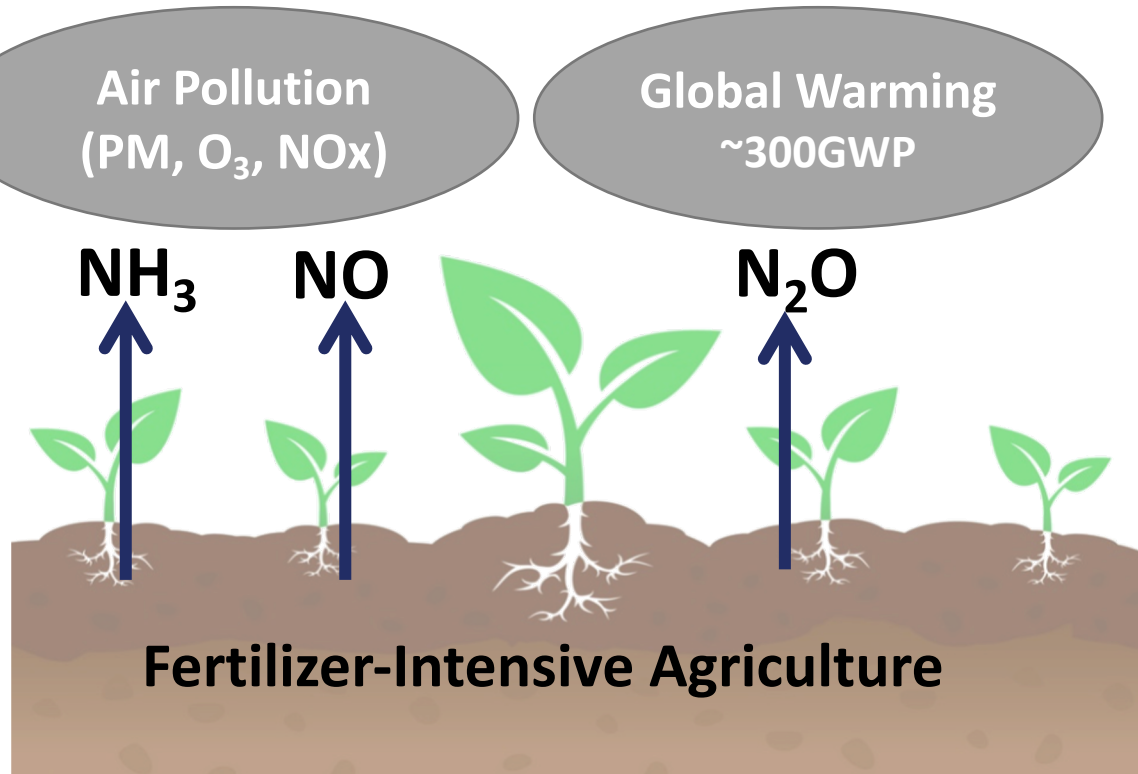 Air Pollution
(PM, O₃, NOx)
Global Warming
~300GWP
NH₃ NO N₂O
Fertilizer-Intensive Agriculture